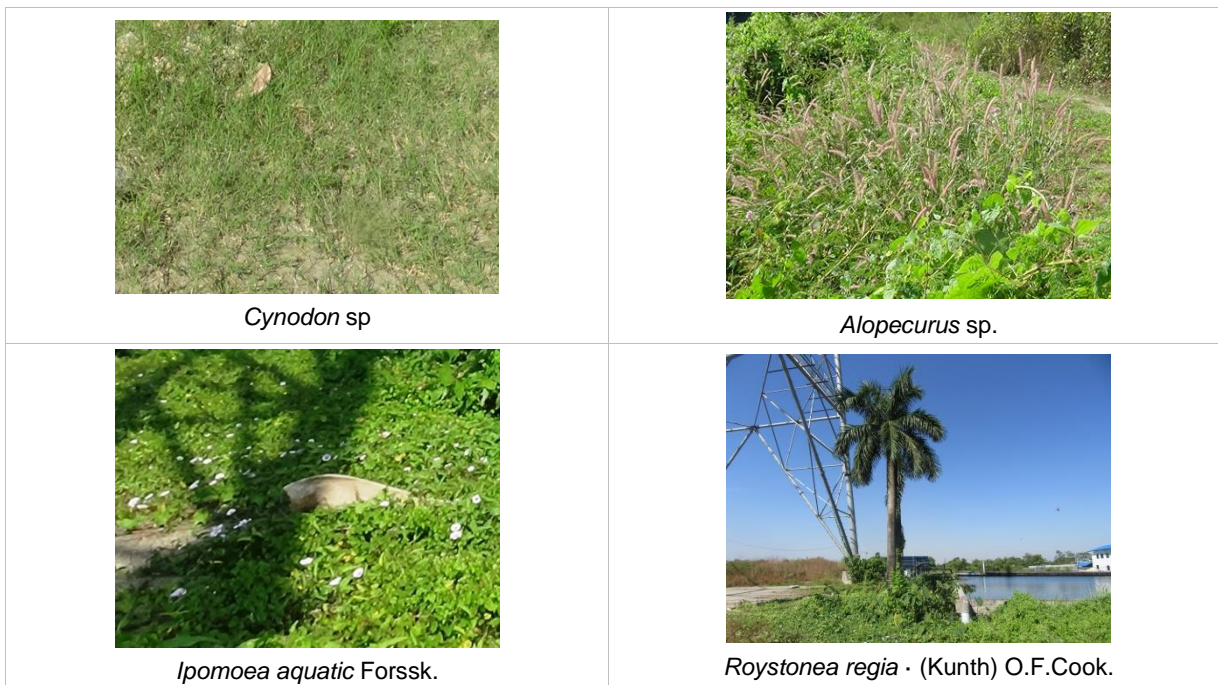 Cynodon sp
Alopecurus sp.
Ipomoea aquatic Forssk.
Roystonea regia · (Kunth) O.F.Cook.